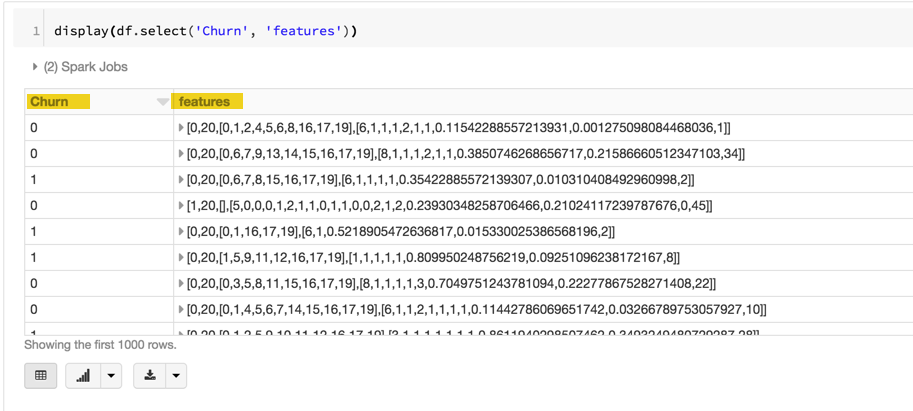 1 display(df.select('Churn', 'features'))
(2) Spark Jobs
Churn features
0 [0,20,[0,1,2,4,5,6,8,16,17,19],[6,1,1,1,2,1,1,0.11542288557213931,0.001275098084468036,1]]
0 [0,20,[0,6,7,9,13,14,15,16,17,19],[8,1,1,1,2,1,1,0.3850746268656717,0.21586660512347103,34]]
1 [0,20,[0,6,7,8,15,16,17,19],[6,1,1,1,1,0.35422885572139307,0.010310408492960998,2]]
0 [1,20,[],[5,0,0,0,1,2,1,1,0,1,1,0,0,2,1,2,0.23930348258706466,0.21024117239787676,0,45]]
1 [0,20,[0,1,16,17,19],[6,1,0.5218905472636817,0.015330025386568196,2]]
1 [0,20,[1,5,9,11,12,16,17,19],[1,1,1,1,1,0.809950248756219,0.09251096238172167,8]]
0 [0,20,[0,3,5,8,11,15,16,17,19],[8,1,1,1,1,3,0.7049751243781094,0.22277867528271408,22]]
0 [0,20,[0,1,4,5,6,7,14,15,16,17,19],[6,1,1,2,1,1,1,1,0.11442786069651742,0.03266789753057927,10]]
Showing the first 1000 rows.